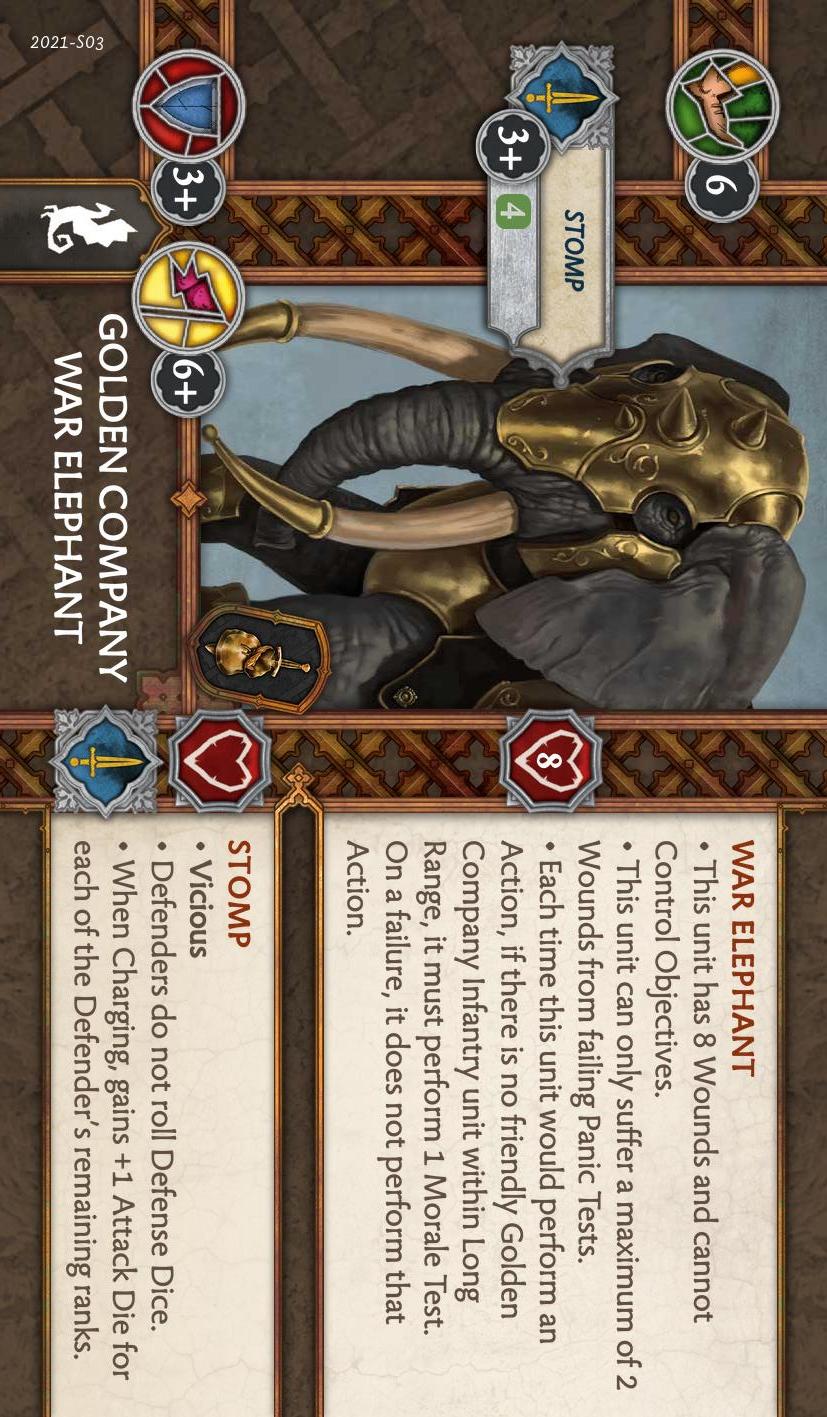 6
STOMP
3+
4
3+
6+
GOLDEN COMPANY
WAR ELEPHANT
2021-S03
8
WAR ELEPHANT
• This unit has 8 Wounds and cannot
Control Objectives.
• This unit can only suffer a maximum of 2
Wounds from failing Panic Tests.
• Each time this unit would perform an
Action, if there is no friendly Golden
Company Infantry unit within Long
Range, it must perform 1 Morale Test.
On a failure, it does not perform that
Action.
STOMP
• Vicious
• Defenders do not roll Defense Dice.
• When Charging, gains +1 Attack Die for
each of the Defender's remaining ranks.